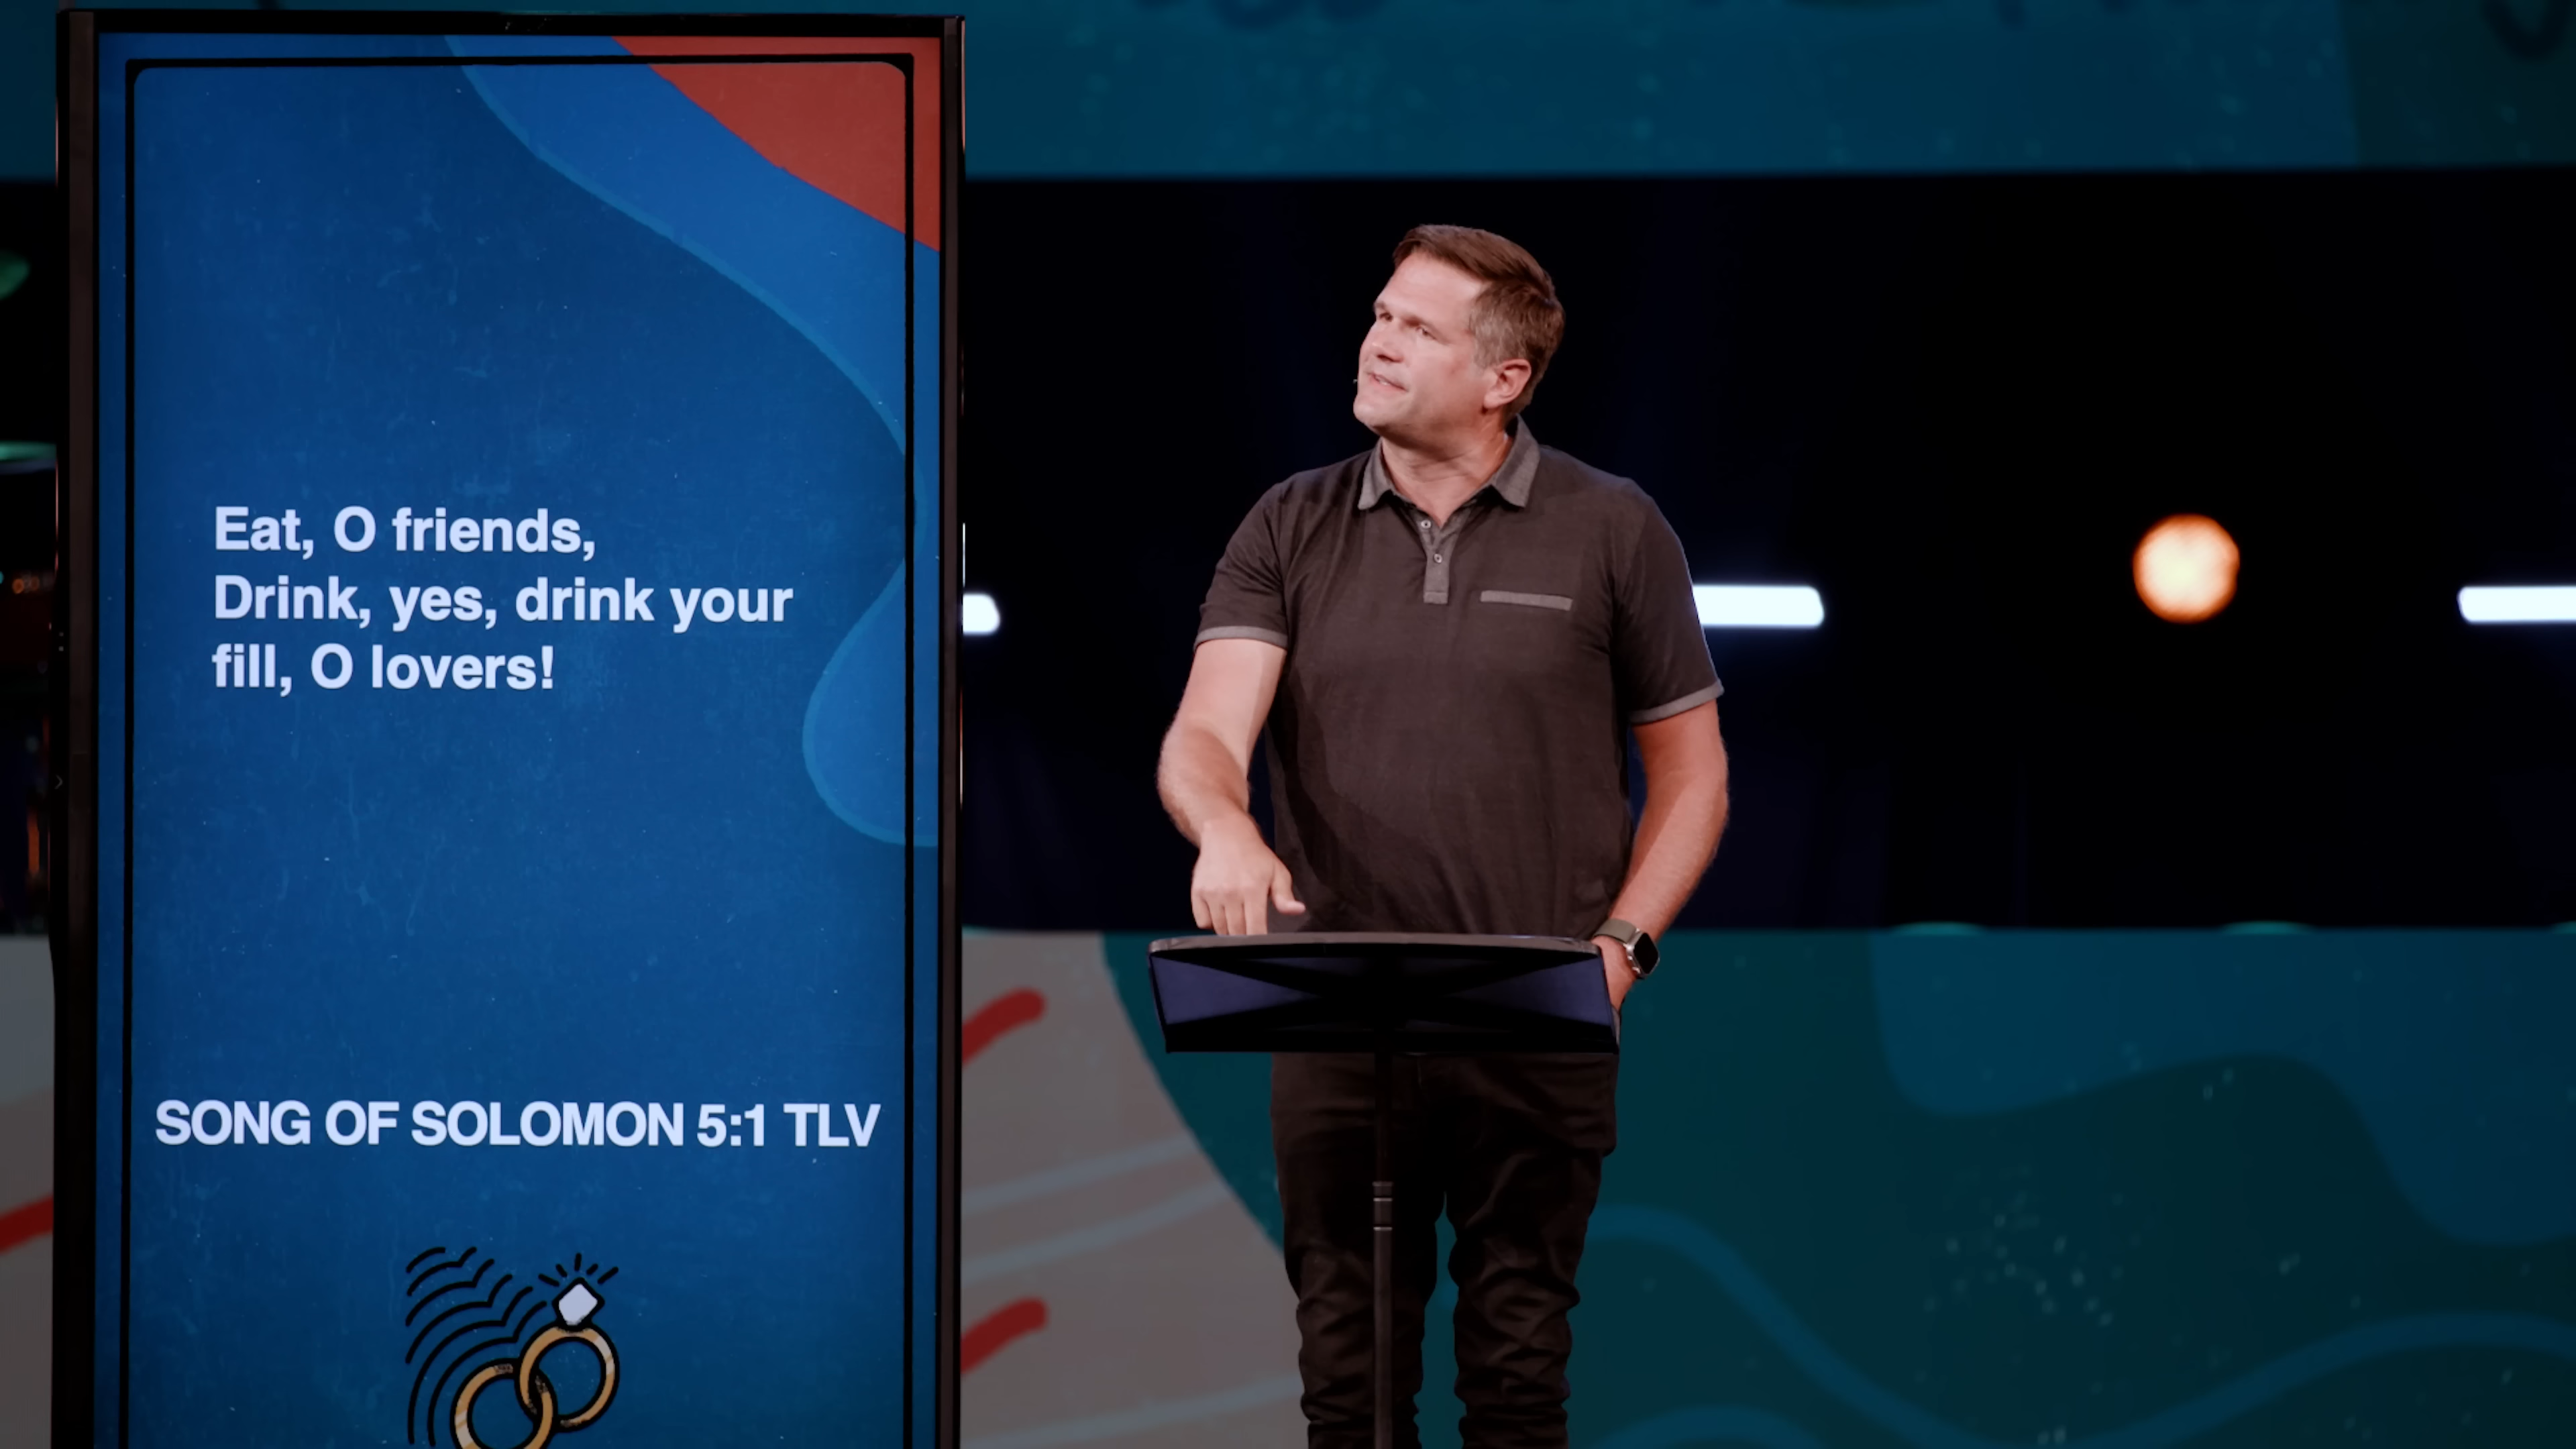 Eat, O friends,
Drink, yes, drink your
fill, O lovers!
SONG OF SOLOMON 5:1 TLV